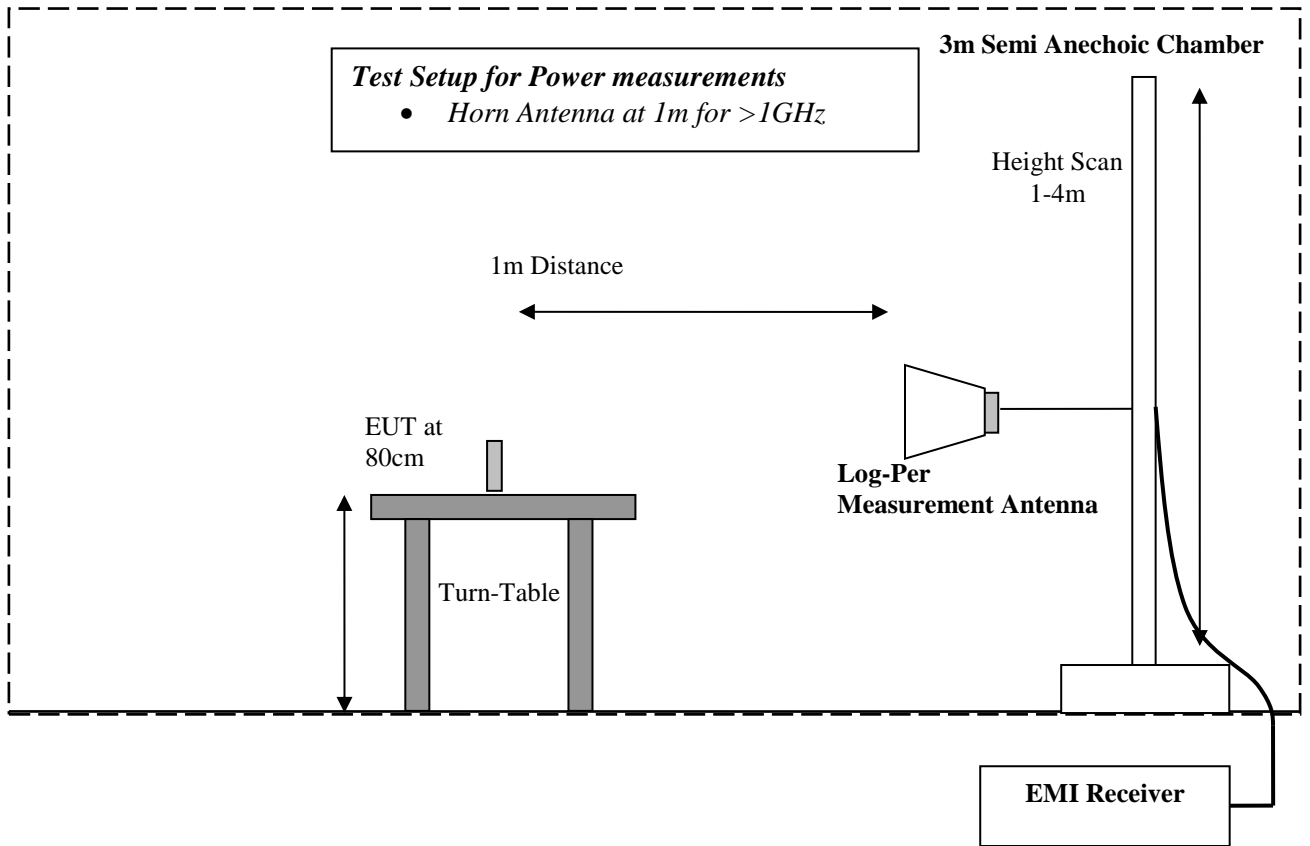 3m Semi Anechoic Chamber
Test Setup for Power measurements
• Horn Antenna at 1m for >1GHz
Height Scan
1-4m
1m Distance
EUT at
80cm
Log-Per
Measurement Antenna
Turn-Table
EMI Receiver